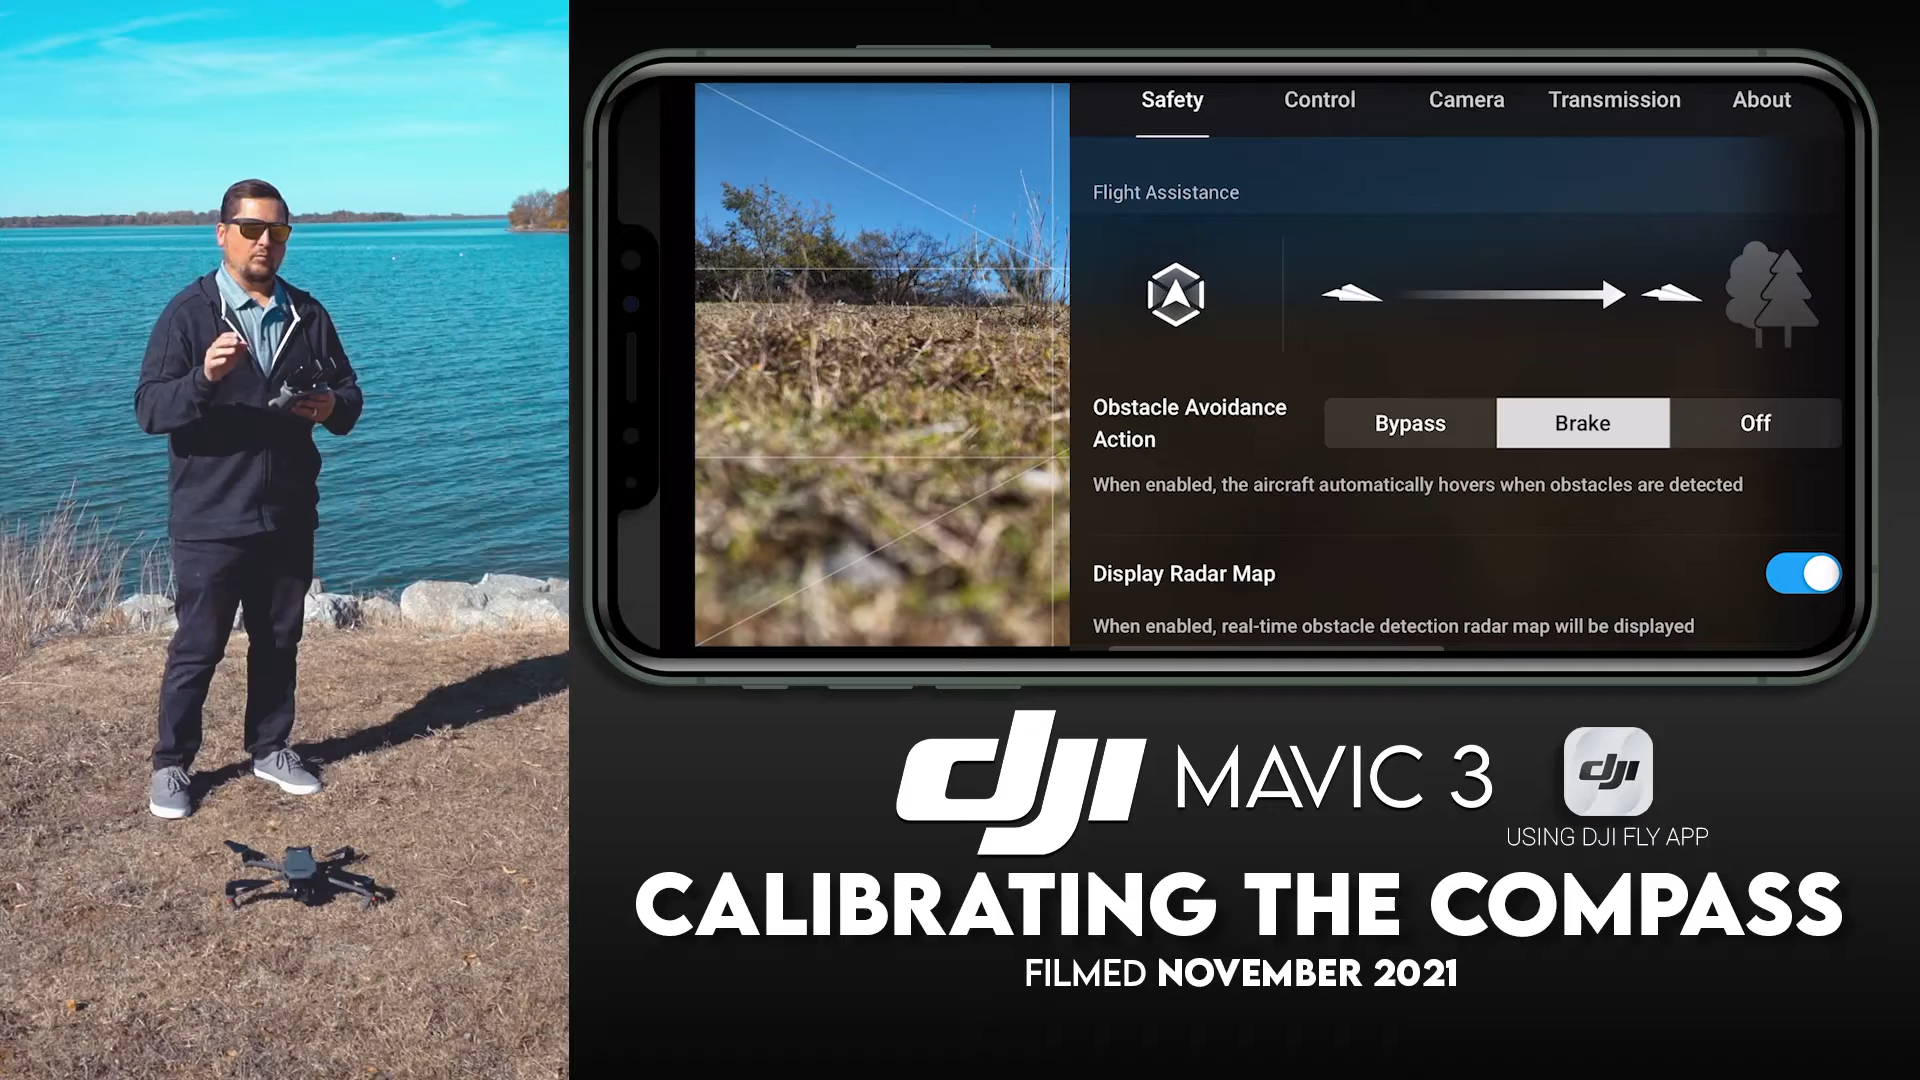 Safety Control Camera Transmission About
Flight Assistance
Obstacle Avoidance
Action
Bypass Brake Off
When enabled, the aircraft automatically hovers when obstacles are detected
Display Radar Map
When enabled, real-time obstacle detection radar map will be displayed
dji MAVIC 3
dji
USING DJI FLY APP
CALIBRATING THE COMPASS
FILMED NOVEMBER 2021